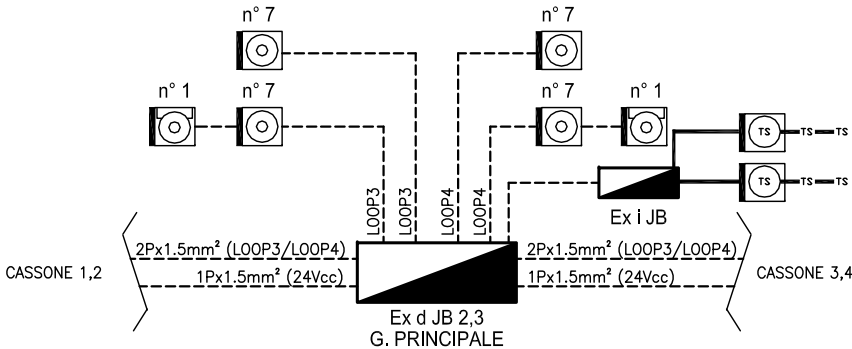 n° 7
n° 7
n° 1
n° 7
n° 7
n° 1
TS
TS
TS
TS
TS
TS
LOOP3
LOOP3
LOOP4
LOOP4
Ex i JB
2Px1.5mm² (LOOP3/LOOP4)
2Px1.5mm² (LOOP3/LOOP4)
CASSONE 1,2
CASSONE 3,4
1Px1.5mm² (24Vcc)
1Px1.5mm² (24Vcc)
Ex d JB 2,3
G. PRINCIPALE